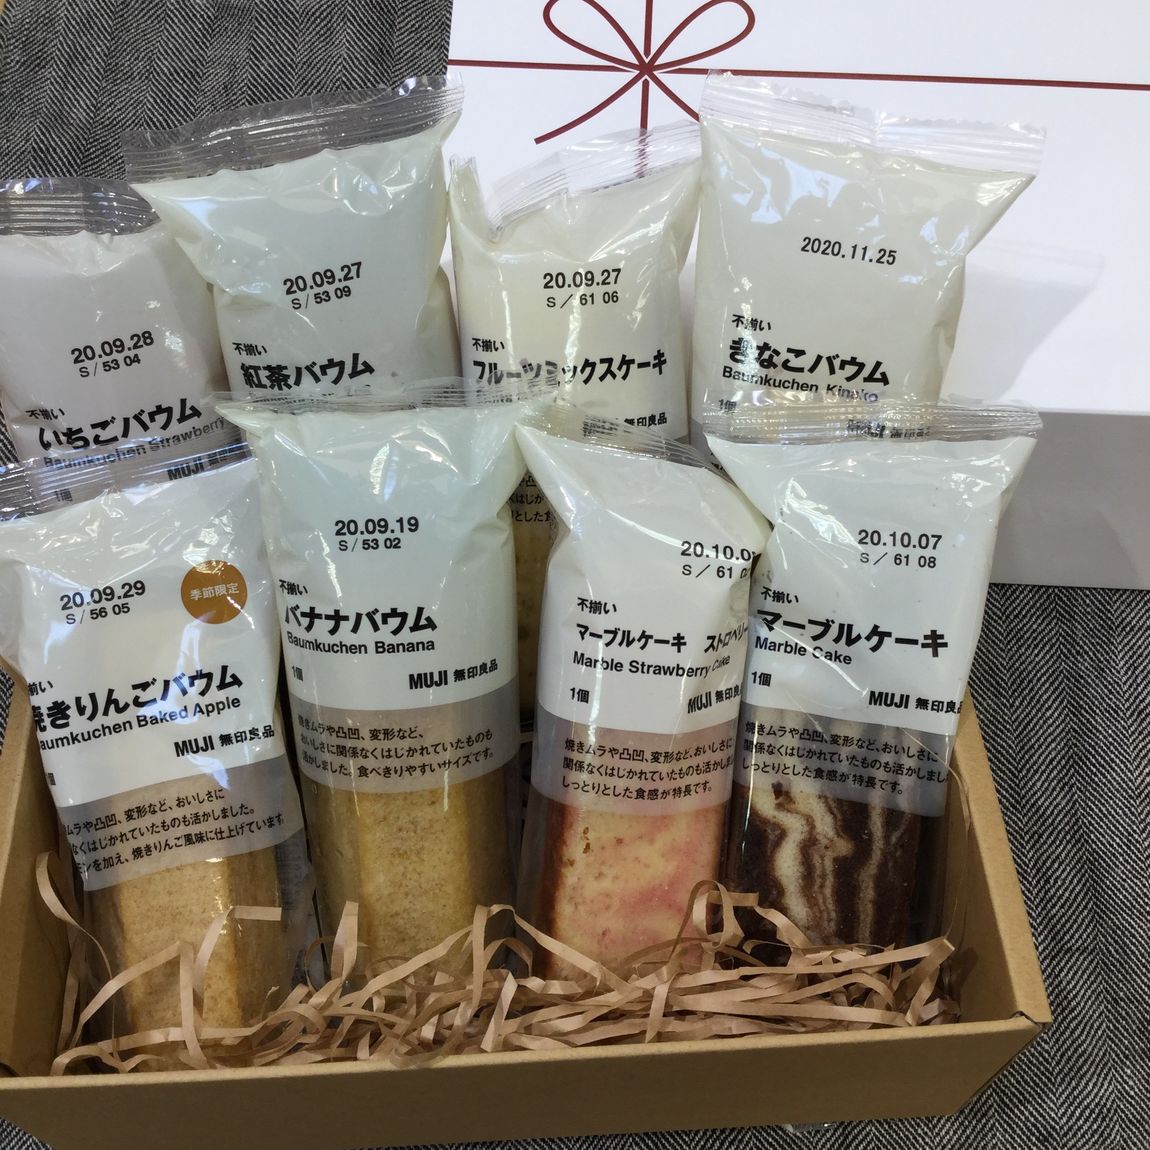 20.09.28
S / 53 04
不揃い
いちごバウム
Baumkuchen Strawberry
1個
MUJI 無印
20.09.27
S / 53 09
不揃い
紅茶バウム
20.09.27
S / 61 06
不揃い
フルーツミックスケーキ
無印良品
2020.11.25
不揃い
きなこバウム
Baumkuchen Kinako
1個
MUJI
20.09.29
S / 56 05
季節限定
揃い
焼きりんごバウム
Baumkuchen Baked Apple
MUJI 無印良品
ムラや凸凹、変形など、おいしさに
なくはじかれていたものも活かしました。
を加え、焼きりんご風味に仕上げています
20.09.19
S / 53 02
不揃い
バナナバウム
Baumkuchen Banana
1個
MUJI 無印良品
焼きムラや凸凹、変形など、
おいしさに関係なくはじかれていたものも
活かしました。食べきりやすいサイズです。
20.10.0
S / 61 0
不揃い
マーブルケーキ ストロベリー
Marble Strawberry Cake
1個
MUJI 無印良品
焼きムラや凸凹、変形など、おいしさに
関係なくはじかれていたものも活かしました。
しっとりとした食感が特長です。
20.10.07
S / 61 08
不揃い
マーブルケーキ
Marble Cake
1個
MUJI 無印良品
焼きムラや凸凹、変形など、おいしさに
関係なくはじかれていたものも活かしまし
しっとりとした食感が特長です。